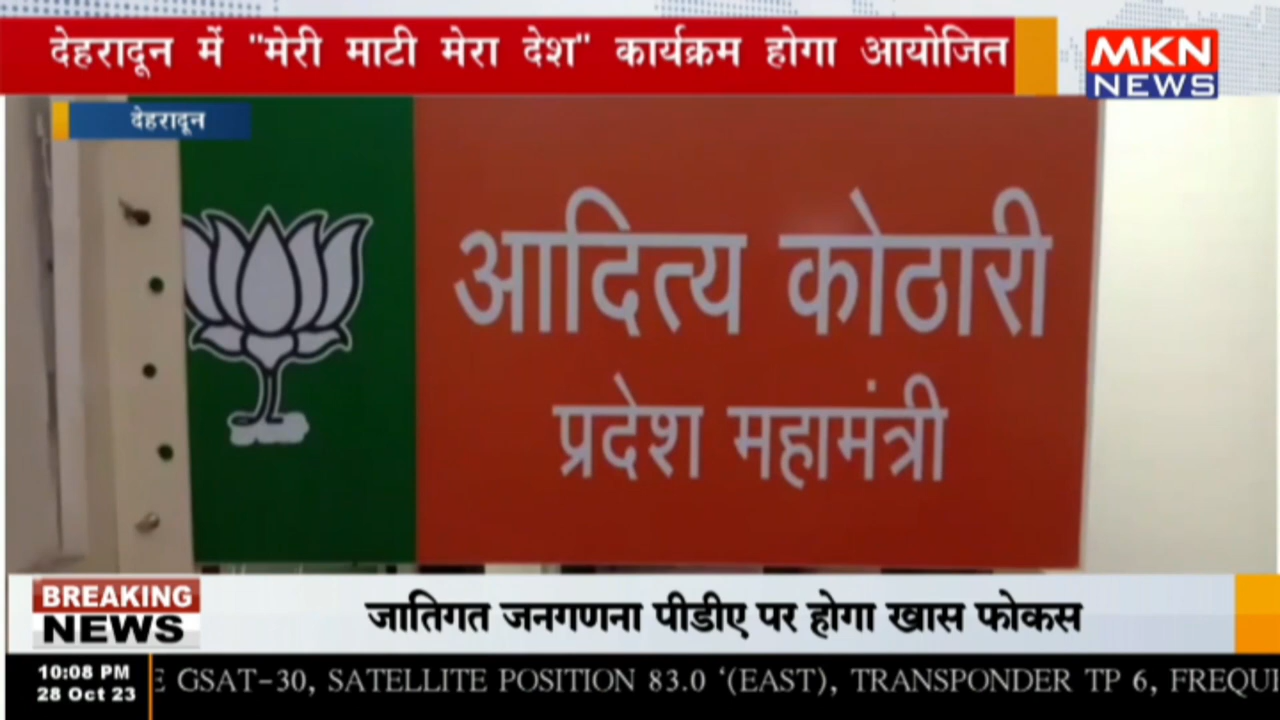 देहरादून में "मेरी माटी मेरा देश" कार्यक्रम होगा आयोजित
MKN
NEWS
देहरादून
आदित्य कोठारी
प्रदेश महामंत्री
BREAKING
NEWS
जातिगत जनगणना पीडीए पर होगा खास फोकस
10:08 PM
28 Oct 23
GSAT-30, SATELLITE POSITION 83.0 '(EAST), TRANSPONDER TP 6,